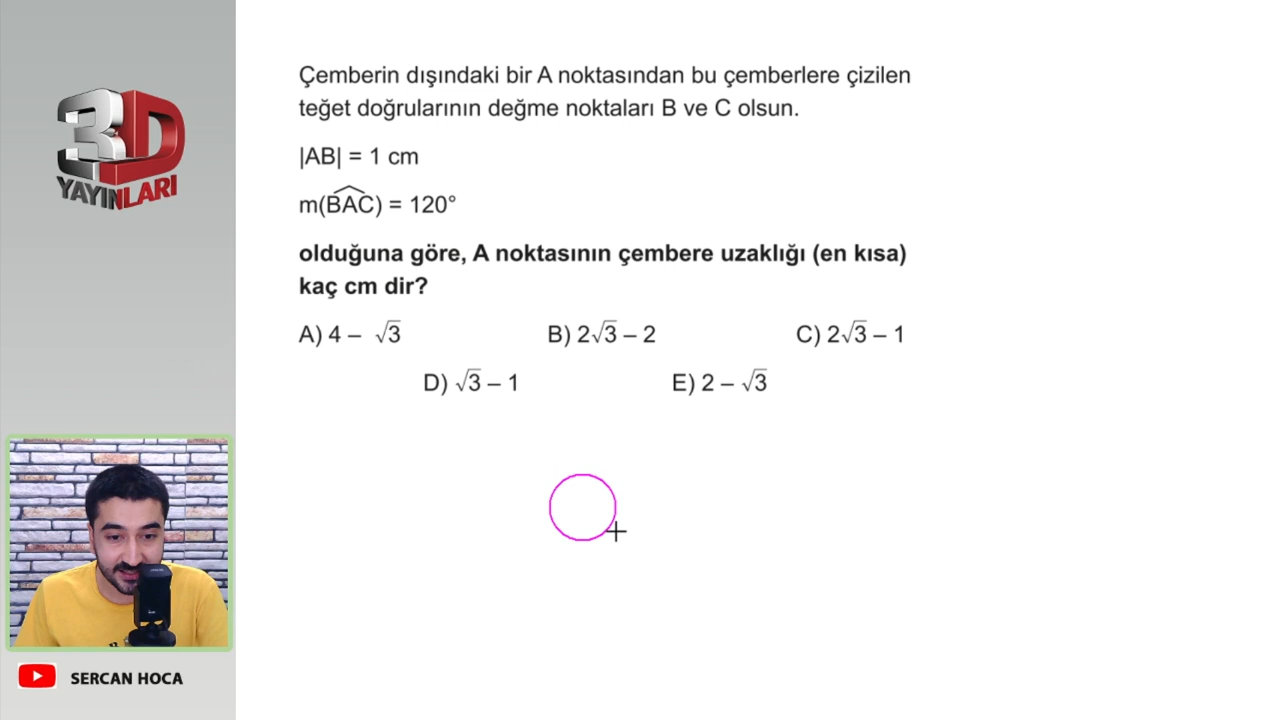 3D
YAYINLARI
Çemberin dışındaki bir A noktasından bu çemberlere çizilen
teğet doğrularının değme noktaları B ve C olsun.
|AB| = 1 cm
m(BAC) = 120°
olduğuna göre, A noktasının çembere uzaklığı (en kısa)
kaç cm dir?
A) 4 – √3 B) 2√3 – 2 C) 2√3 – 1
D) √3 – 1 E) 2 – √3
SERCAN HOCA